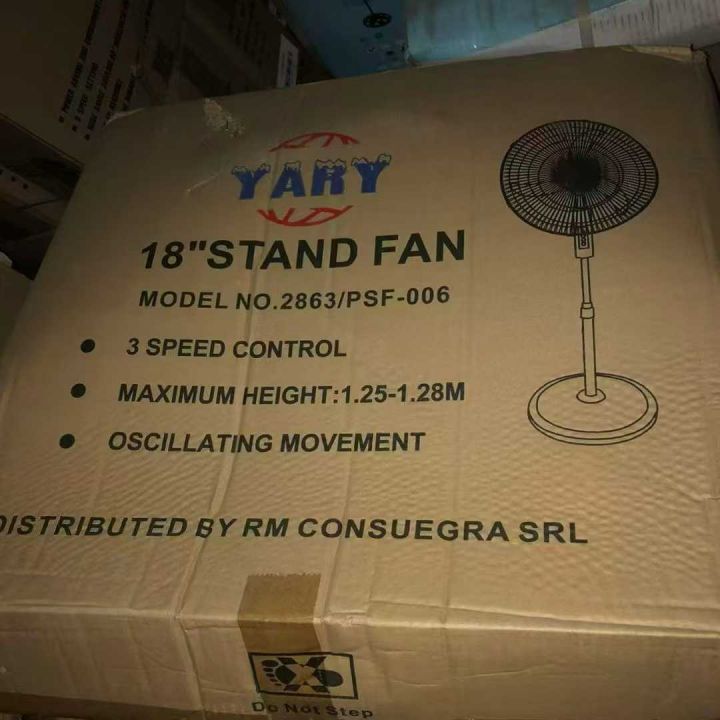 YARY
18"STAND FAN
MODEL NO.2863/PSF-006
3 SPEED CONTROL
MAXIMUM HEIGHT:1.25-1.28M
OSCILLATING MOVEMENT
DISTRIBUTED BY RM CONSUEGRA SRL
Do Not Step